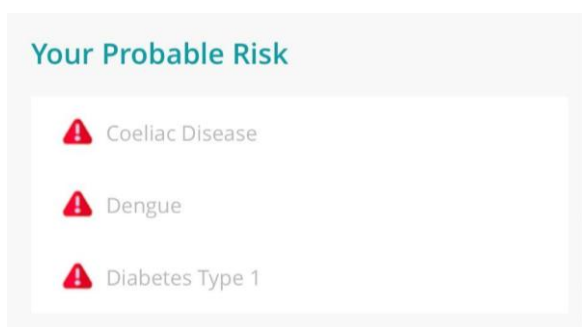 Your Probable Risk
Coeliac Disease
Dengue
Diabetes Type 1